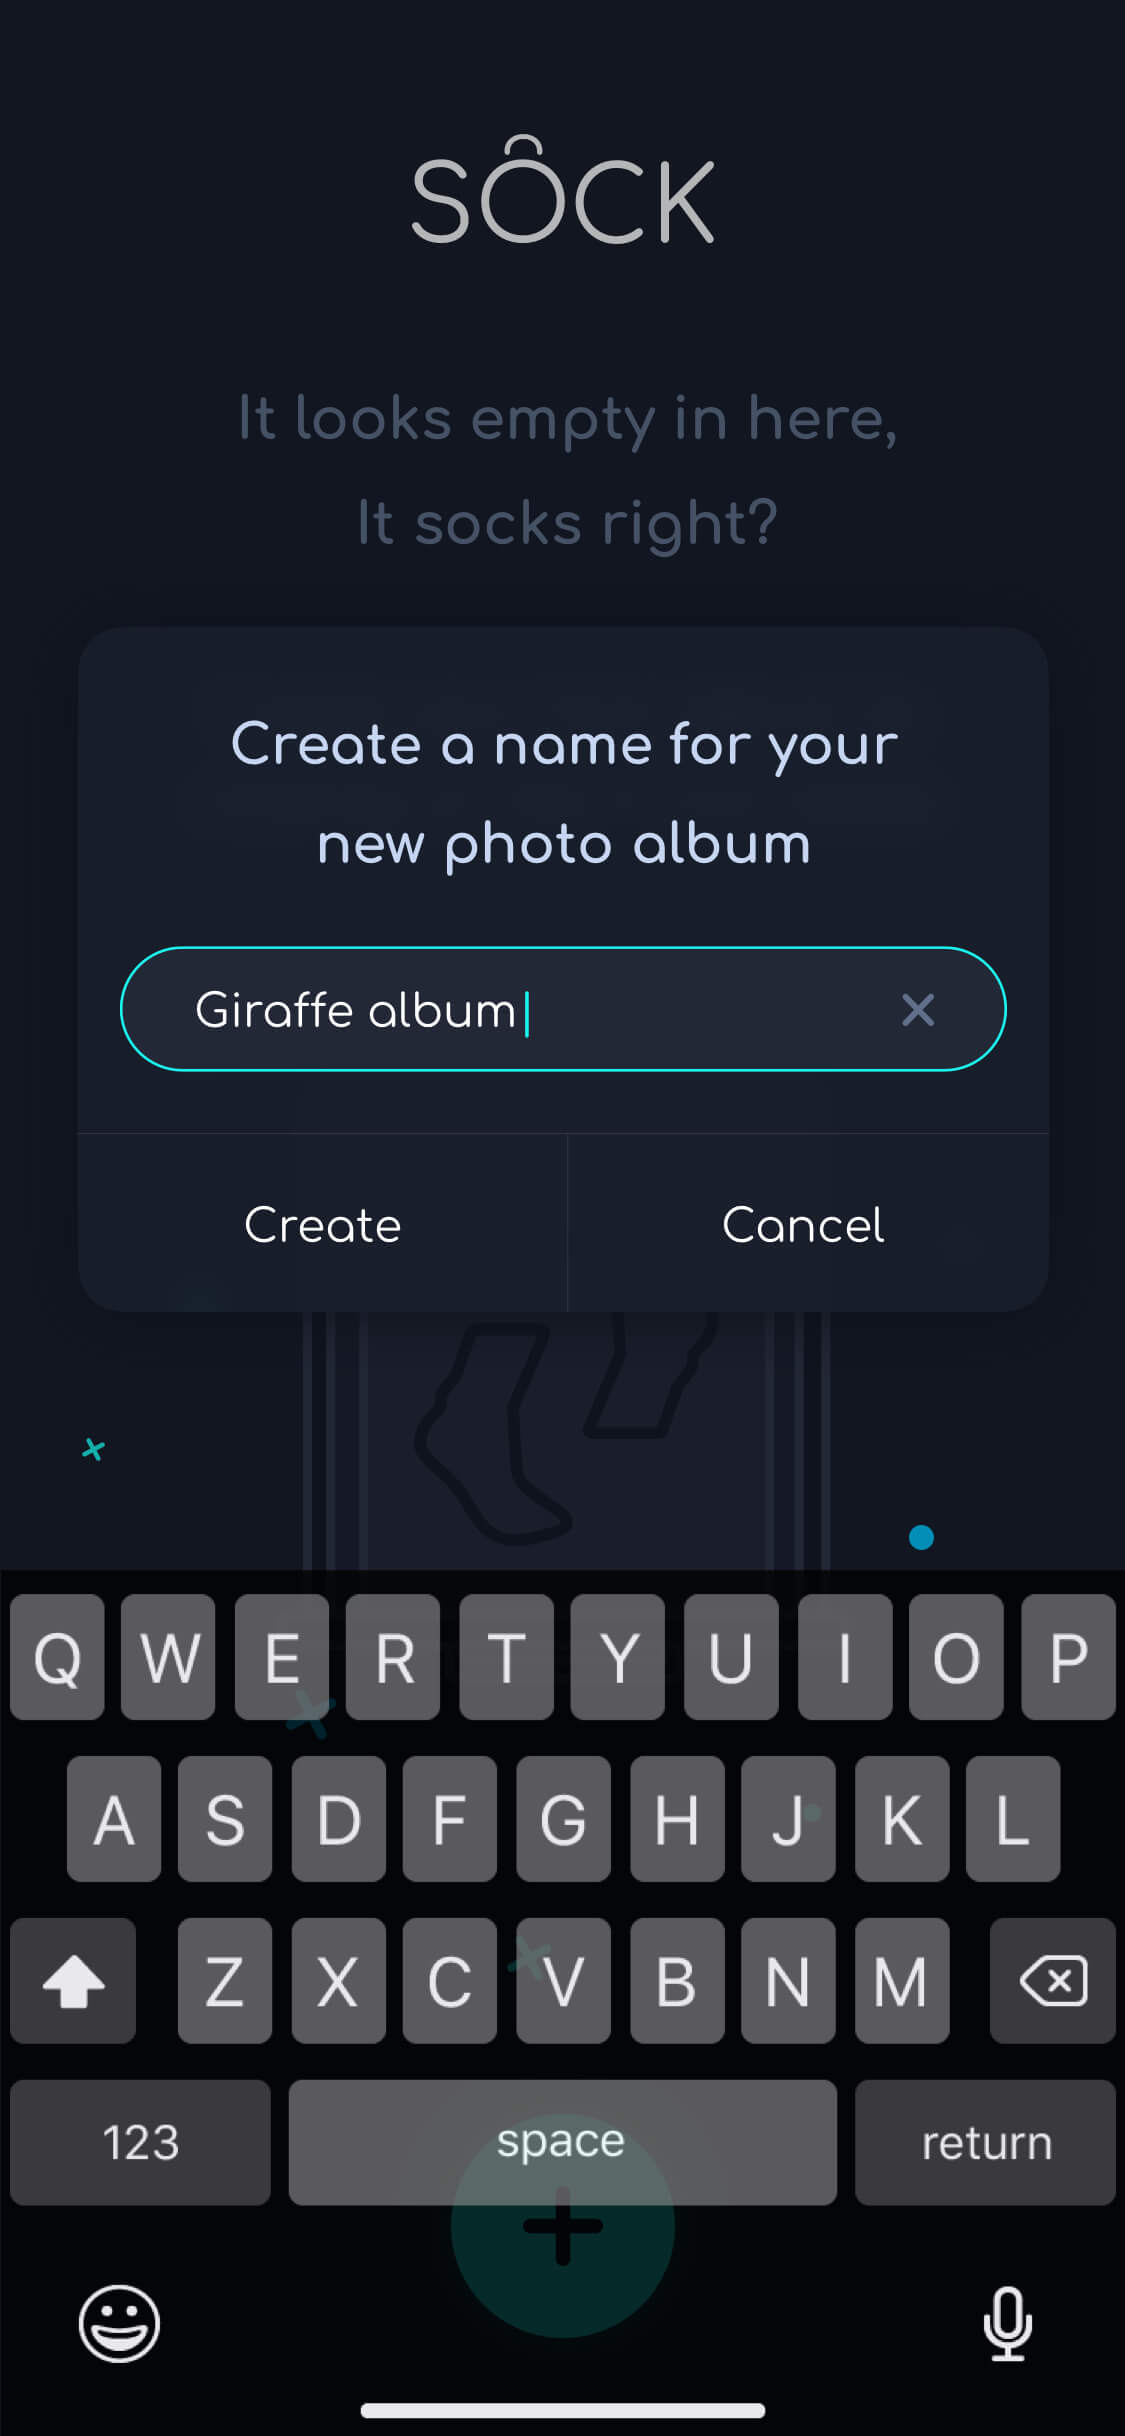 SÔCK
It looks empty in here,
It socks right?
Create a name for your
new photo album
Giraffe album
Create
Cancel
Q W E R T Y U I O P
A S D F G H J K L
Z X C V B N M
123 space return